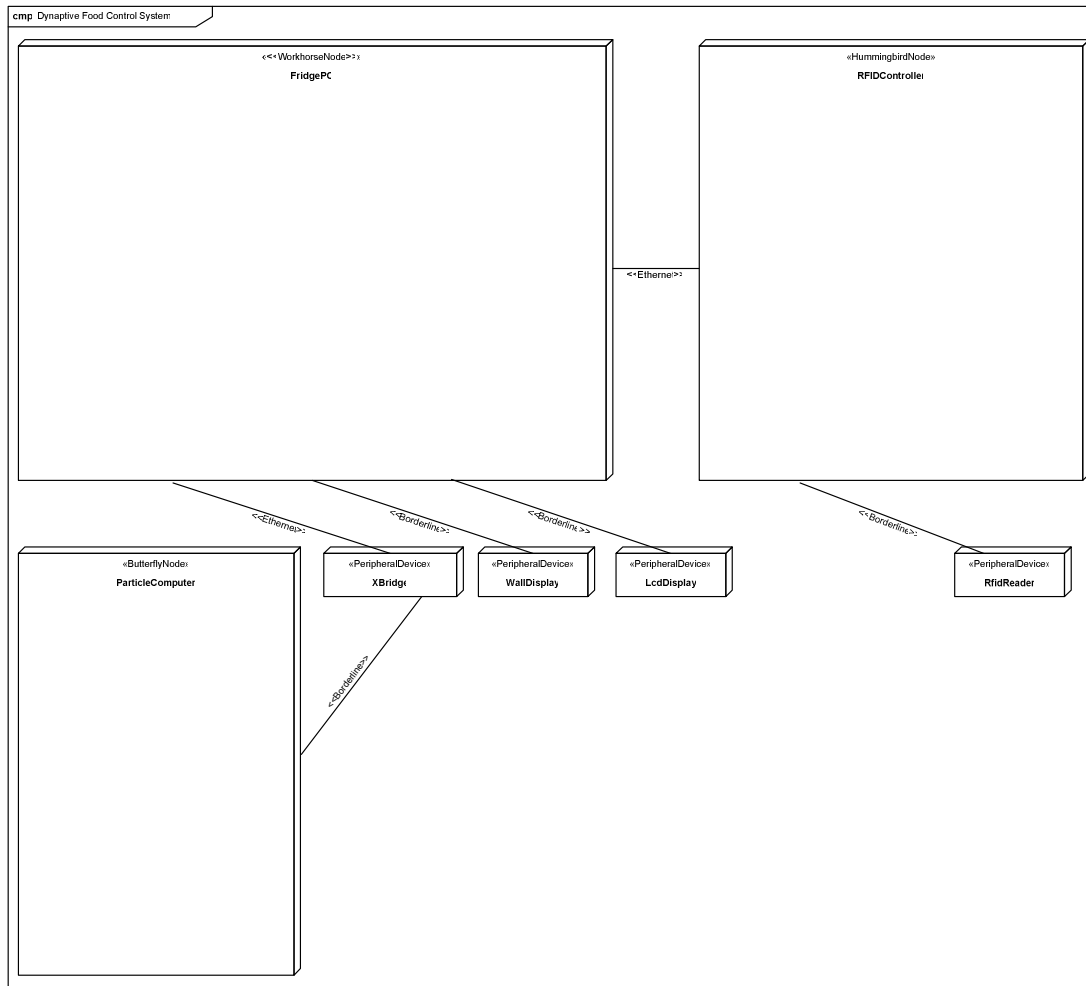 cmp Dynaptive Food Control System
<<<WorkhorseNode>>>
FridgePC
«HummingbirdNode»
RFIDController
<<Ethernet>>
<<Ethernet>>
<<Borderline>>
<<Borderline>>
<<Borderline>>
«ButterflyNode»
ParticleComputer
«PeripheralDevice»
XBridge
«PeripheralDevice»
WallDisplay
«PeripheralDevice»
LcdDisplay
«PeripheralDevice»
RfidReader
<<Borderline>>